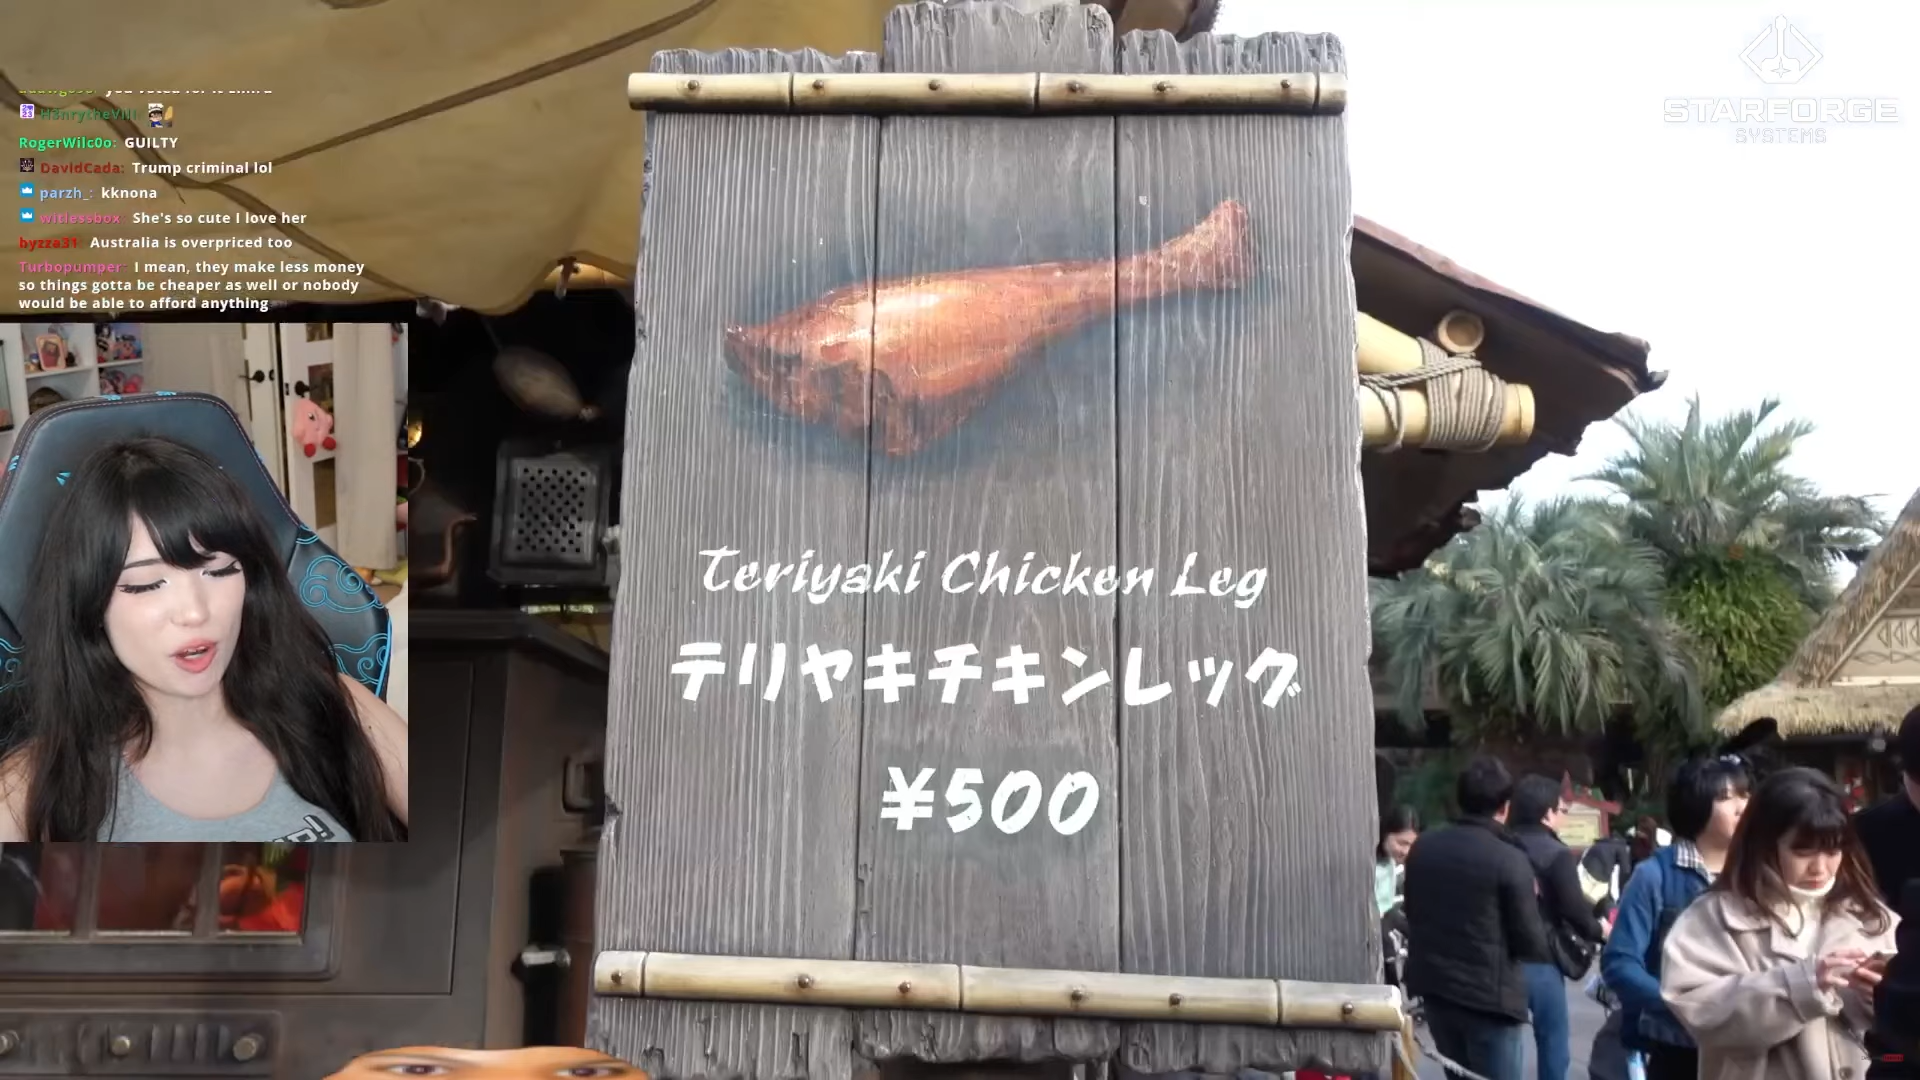 H3nrytheVIII
RogerWilc0o: GUILTY
DavidCada: Trump criminal lol
parzh_: kknona
witlessbox: She's so cute I love her
byzza31: Australia is overpriced too
Turbopumper: I mean, they make less money
so things gotta be cheaper as well or nobody
would be able to afford anything
STARFORGE
SYSTEMS
Teriyaki Chicken Leg
テリヤキチキンレッグ
¥500